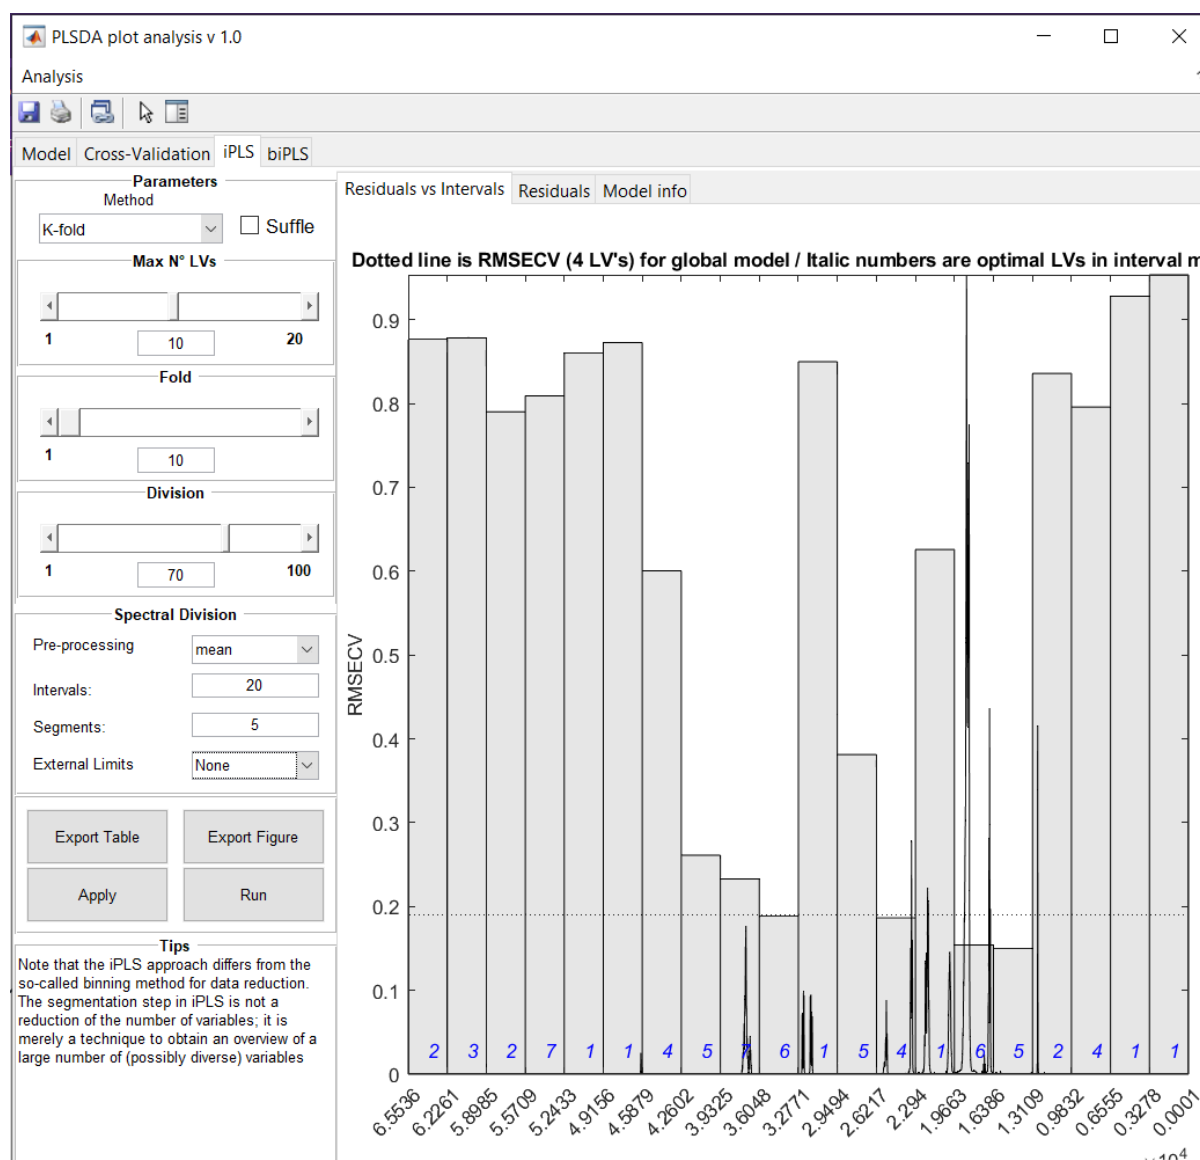 PLSDA plot analysis v 1.0
Analysis
Model Cross-Validation iPLS biPLS
Parameters
Method
K-fold Suffle
Max N° LVs
1 10 20
Fold
1 10
Division
1 70 100
Spectral Division
Pre-processing mean
Intervals: 20
Segments: 5
External Limits None
Export Table Export Figure
Apply Run
Tips
Note that the iPLS approach differs from the
so-called binning method for data reduction.
The segmentation step in iPLS is not a
reduction of the number of variables; it is
merely a technique to obtain an overview of a
large number of (possibly diverse) variables
Residuals vs Intervals Residuals Model info
Dotted line is RMSECV (4 LV's) for global model / Italic numbers are optimal LVs in interval m
RMSECV
0.9
0.8
0.7
0.6
0.5
0.4
0.3
0.2
0.1
0
2 3 2 7 1 1 4 5 7 6 1 5 4 1 6 5 2 4 1 1
6.5536 6.2261 5.8985 5.5709 5.2433 4.9156 4.5879 4.2602 3.9325 3.6048 3.2771 2.9494 2.6217 2.294 1.9663 1.6386 1.3109 0.9832 0.6555 0.3278 0.0001